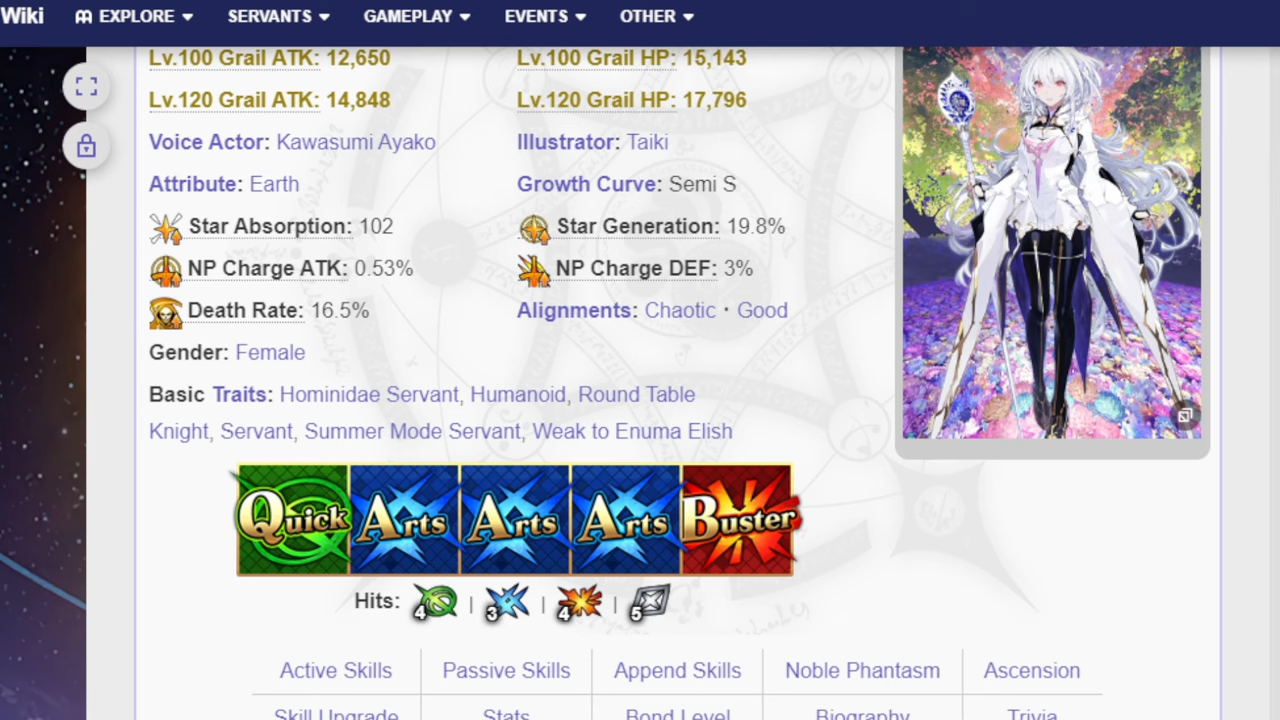 Wiki EXPLORE SERVANTS GAMEPLAY EVENTS OTHER
Lv.100 Grail ATK: 12,650 Lv.100 Grail HP: 15,143
Lv.120 Grail ATK: 14,848 Lv.120 Grail HP: 17,796
Voice Actor: Kawasumi Ayako Illustrator: Taiki
Attribute: Earth Growth Curve: Semi S
Star Absorption: 102 Star Generation: 19.8%
NP Charge ATK: 0.53% NP Charge DEF: 3%
Death Rate: 16.5% Alignments: Chaotic・Good
Gender: Female
Basic Traits: Hominidae Servant, Humanoid, Round Table
Knight, Servant, Summer Mode Servant, Weak to Enuma Elish
Quick Arts Arts Arts Buster
Hits: 4 | 3 | 4 | 5
Active Skills Passive Skills Append Skills Noble Phantasm Ascension
Skill Upgrade Stats Bond Level Biography Trivia